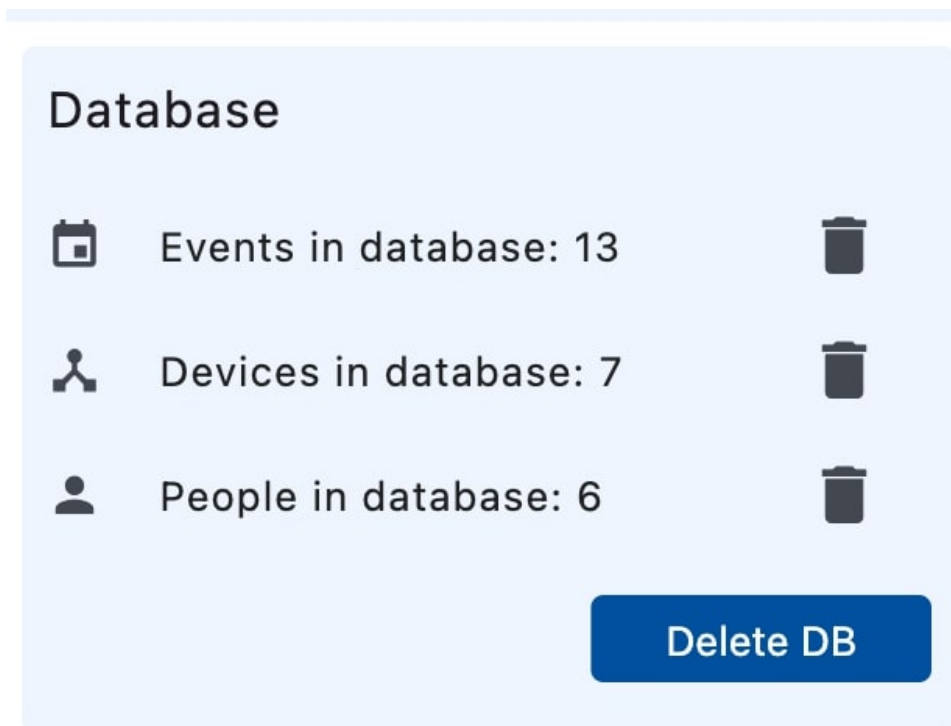 Database
Events in database: 13
Devices in database: 7
People in database: 6
Delete DB